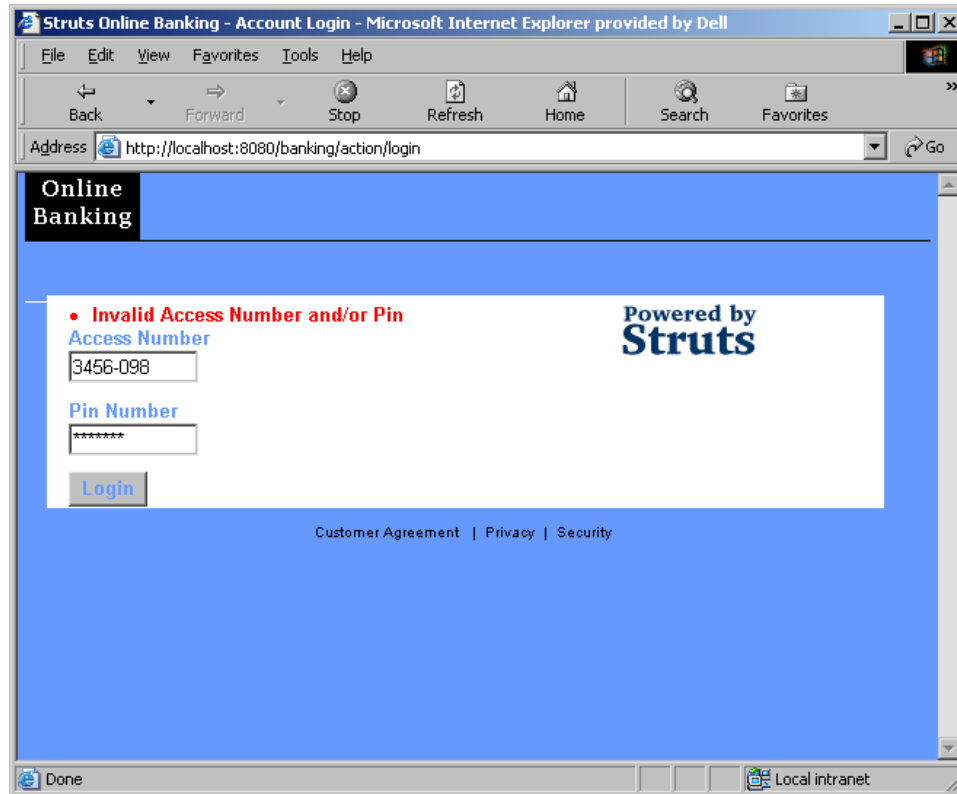 Struts Online Banking - Account Login - Microsoft Internet Explorer provided by Dell
File Edit View Favorites Tools Help
Back Forward Stop Refresh Home Search Favorites »
Address http://localhost:8080/banking/action/login Go
Online
Banking
• Invalid Access Number and/or Pin
Powered by
Struts
Access Number
3456-098
Pin Number
*******
Login
Customer Agreement | Privacy | Security
Done Local intranet